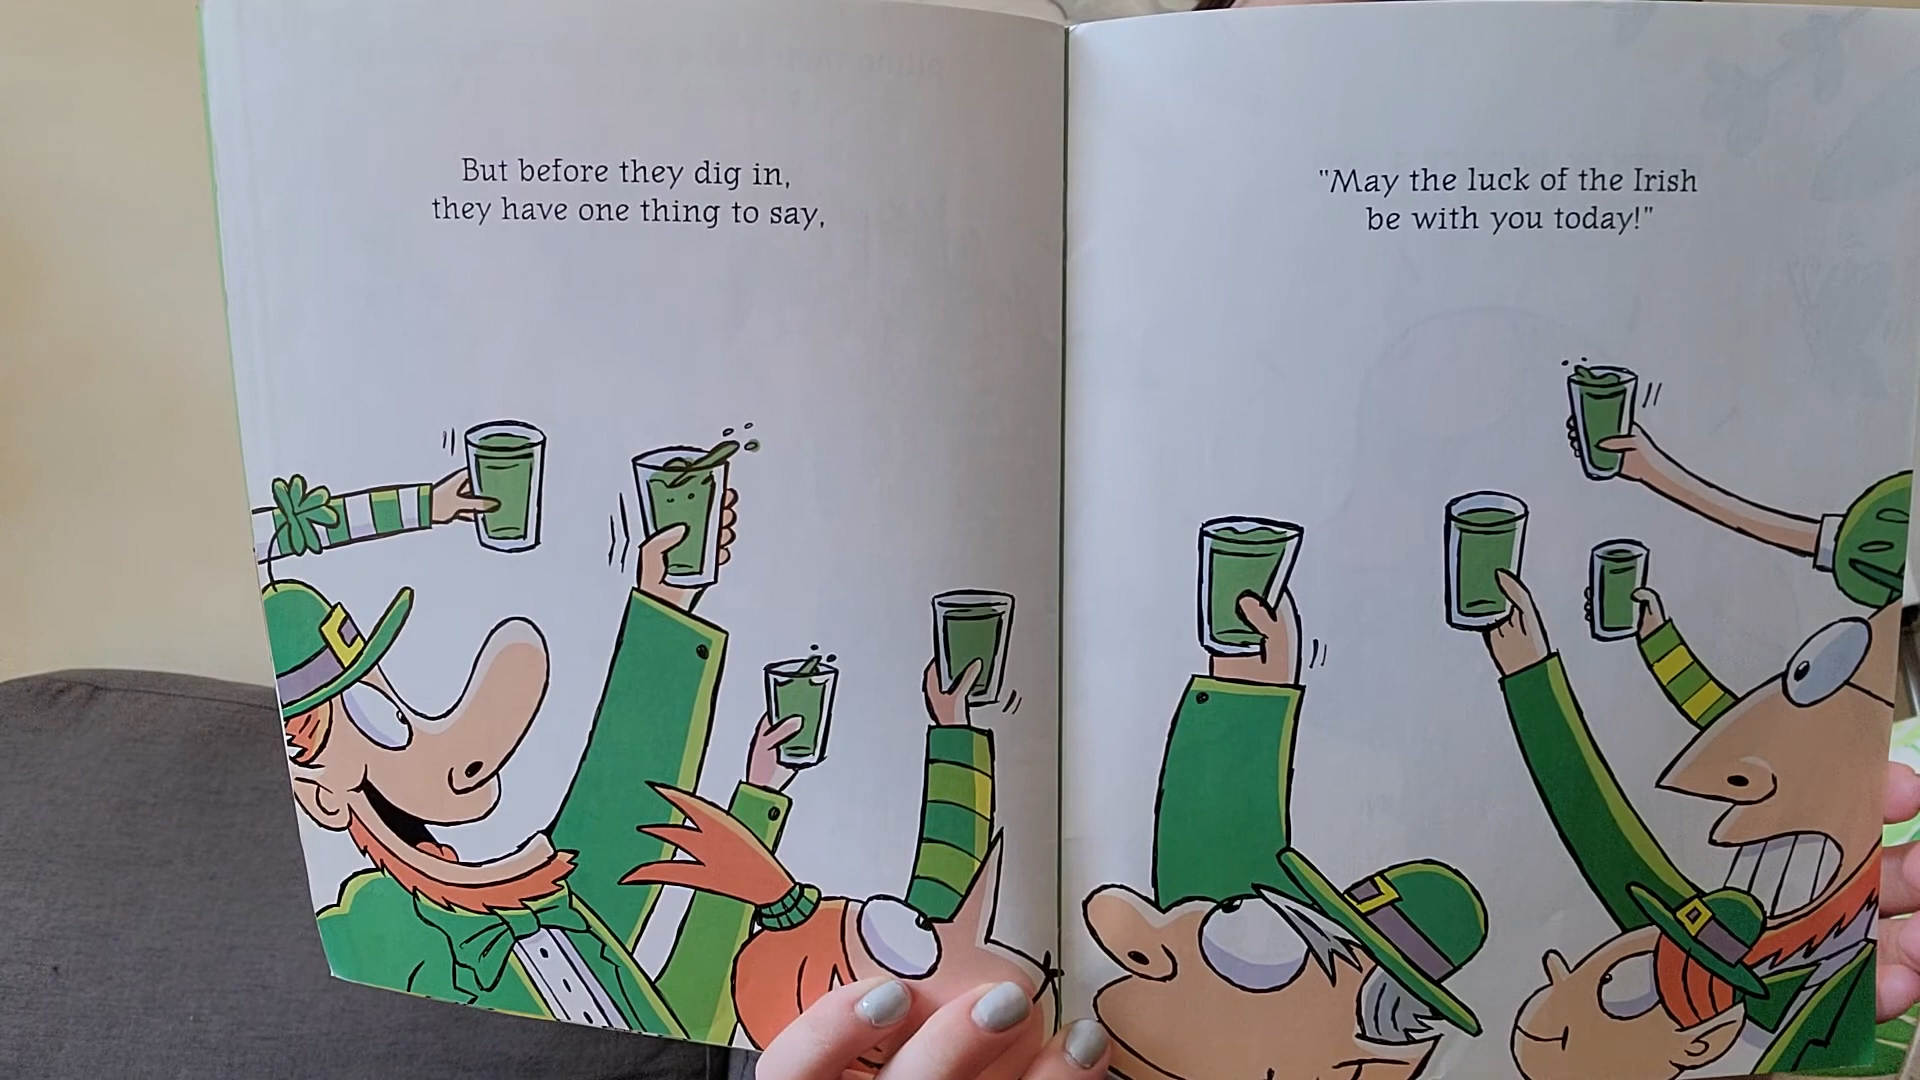 But before they dig in,
they have one thing to say,
"May the luck of the Irish
be with you today!"